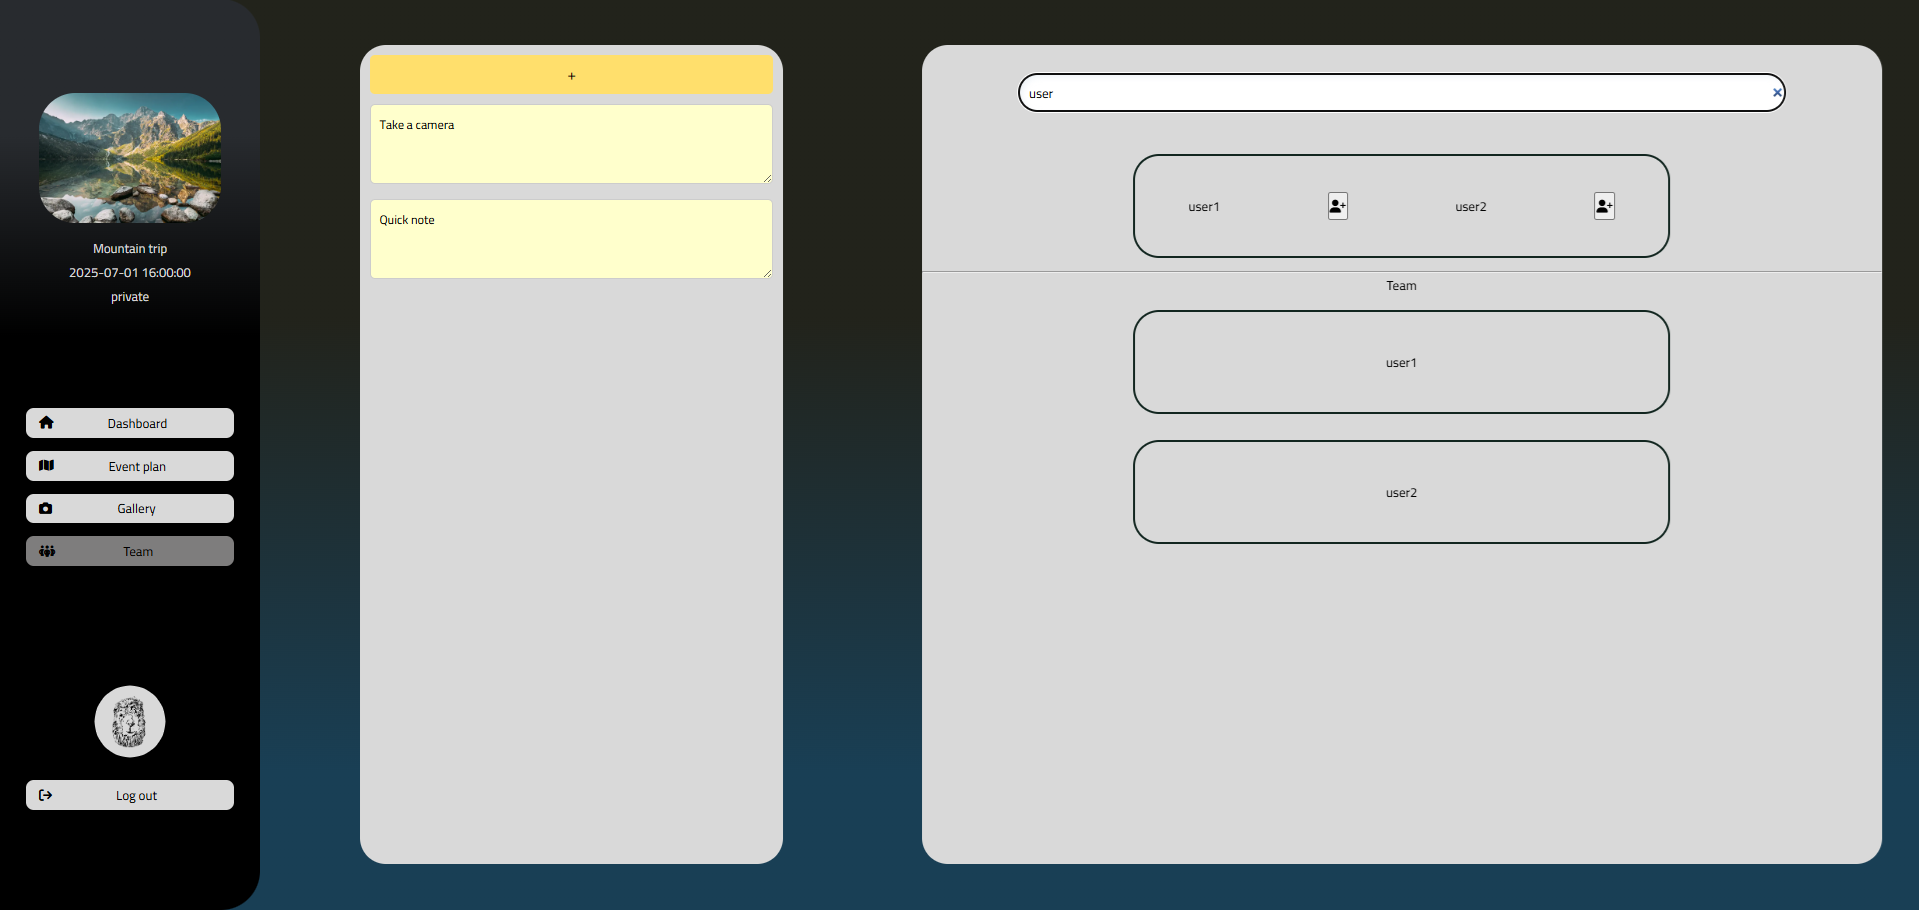 Mountain trip
2025-07-01 16:00:00
private
Dashboard
Event plan
Gallery
Team
Log out
+
Take a camera
Quick note
user
user1
user2
Team
user1
user2